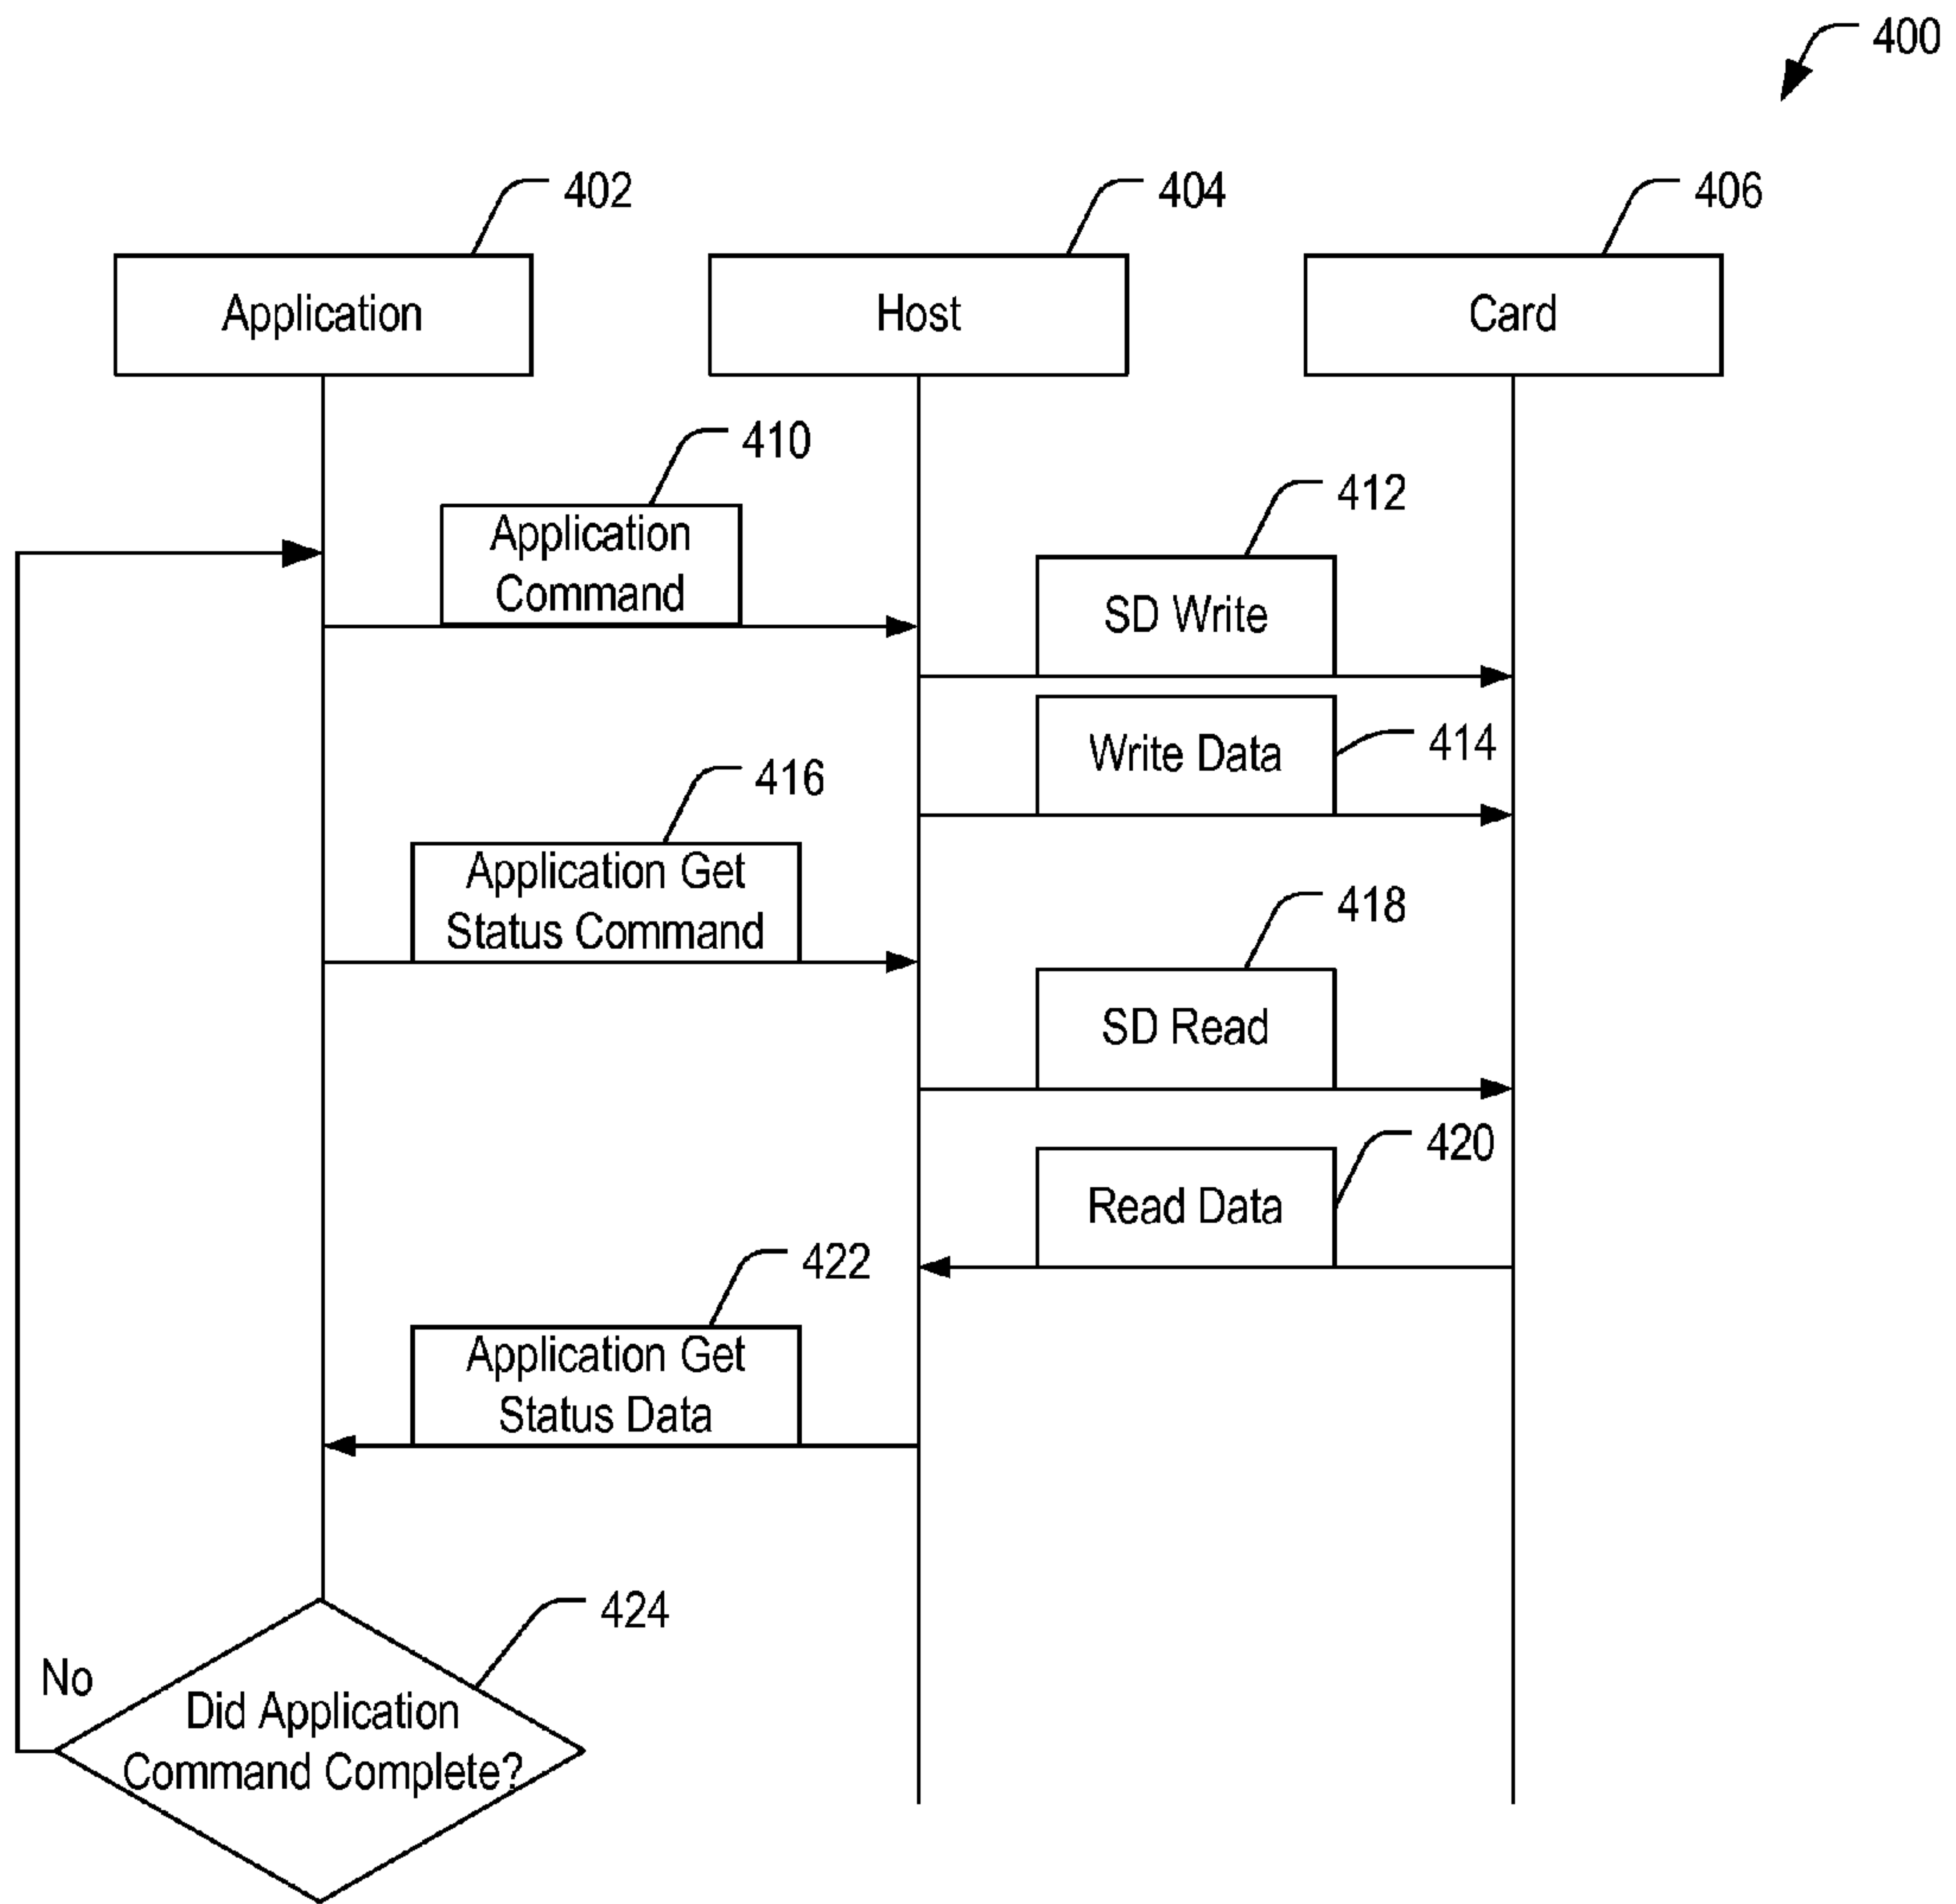 400
402
404
406
Application
Host
Card
410
412
Application
Command
SD Write
414
Write Data
416
Application Get
Status Command
418
SD Read
420
Read Data
422
Application Get
Status Data
424
No
Did Application
Command Complete?